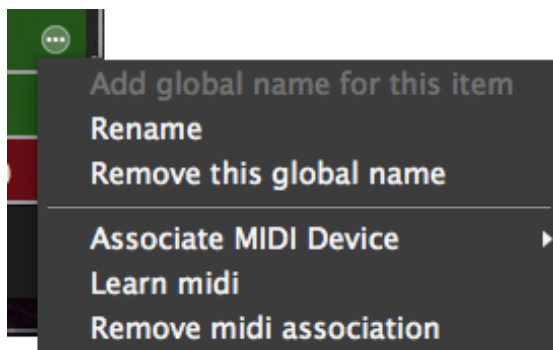 Add global name for this item
Rename
Remove this global name
Associate MIDI Device
Learn midi
Remove midi association